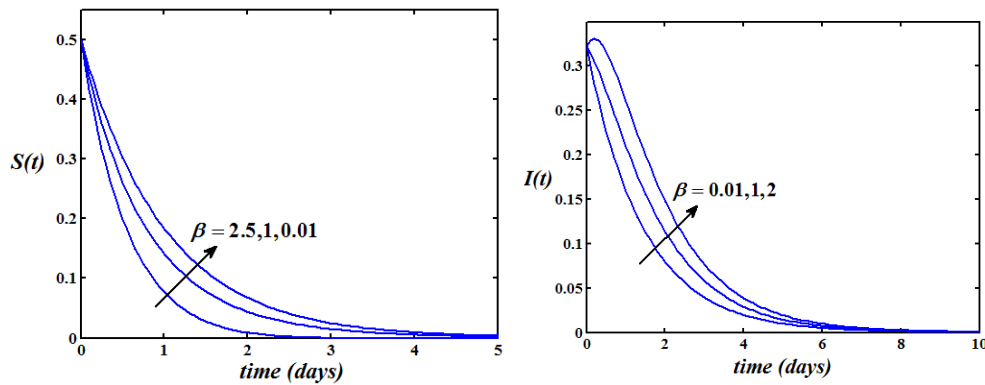 0.5
0.4
0.3
0.2
0.1
0
S(t)
β = 2.5,1,0.01
0 1 2 3 4 5
time (days)
0.3
0.25
0.2
0.15
0.1
0.05
0
I(t)
β = 0.01,1,2
0 2 4 6 8 10
time (days)